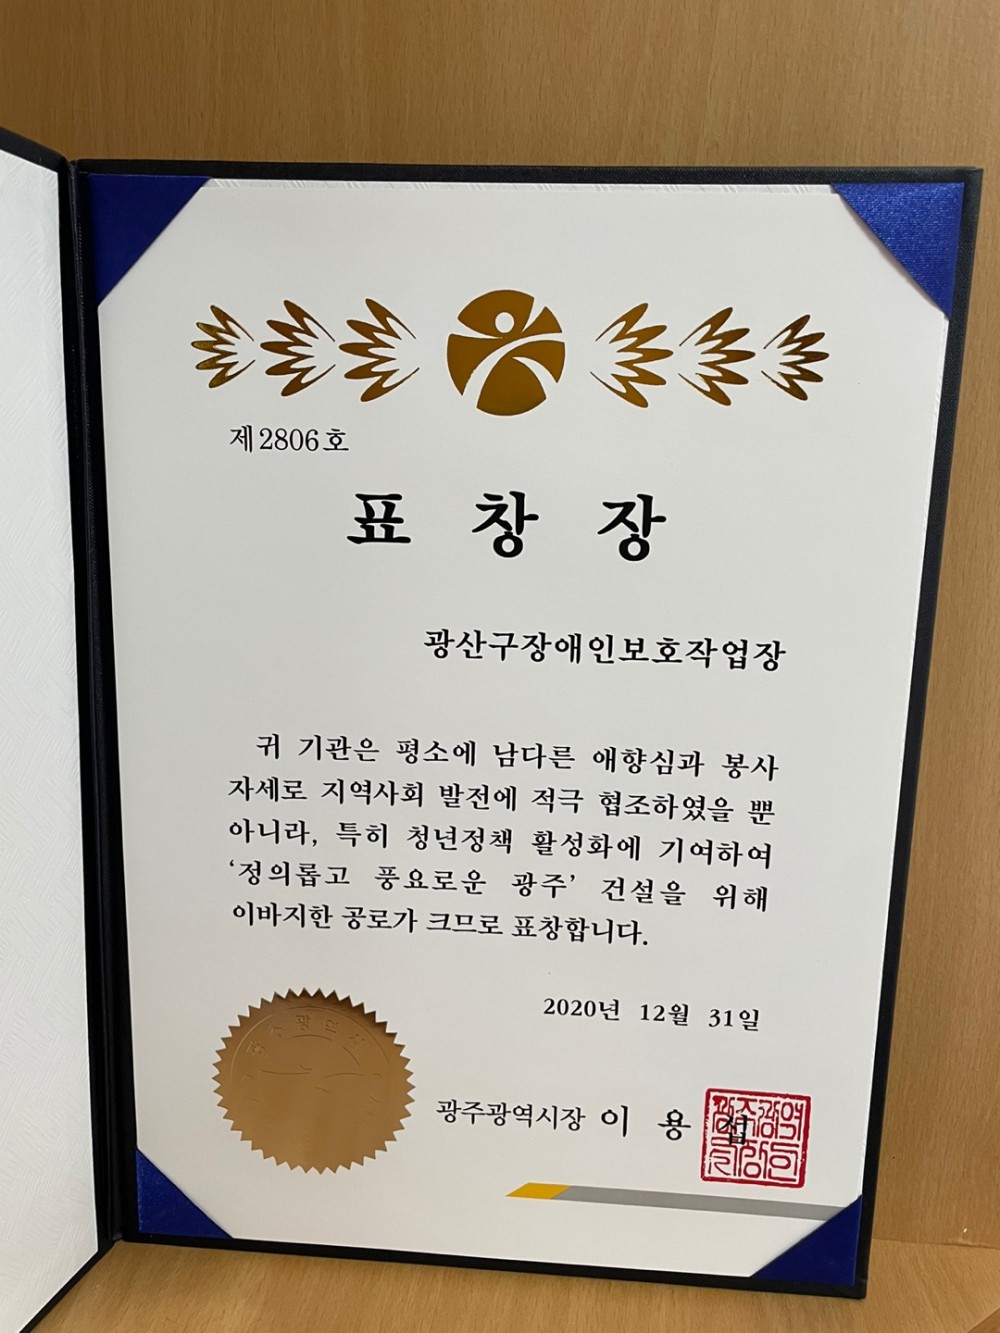 제2806호
표 창 장
광산구장애인보호작업장
귀 기관은 평소에 남다른 애향심과 봉사
자세로 지역사회 발전에 적극 협조하였을 뿐
아니라, 특히 청년정책 활성화에 기여하여
‘정의롭고 풍요로운 광주’ 건설을 위해
이바지한 공로가 크므로 표창합니다.
2020년 12월 31일
광주광역시장 이 용 섭